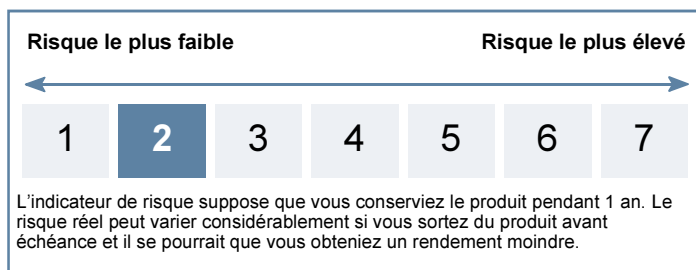 Risque le plus faible Risque le plus élevé
1 2 3 4 5 6 7
L'indicateur de risque suppose que vous conserviez le produit pendant 1 an. Le
risque réel peut varier considérablement si vous sortez du produit avant
échéance et il se pourrait que vous obteniez un rendement moindre.